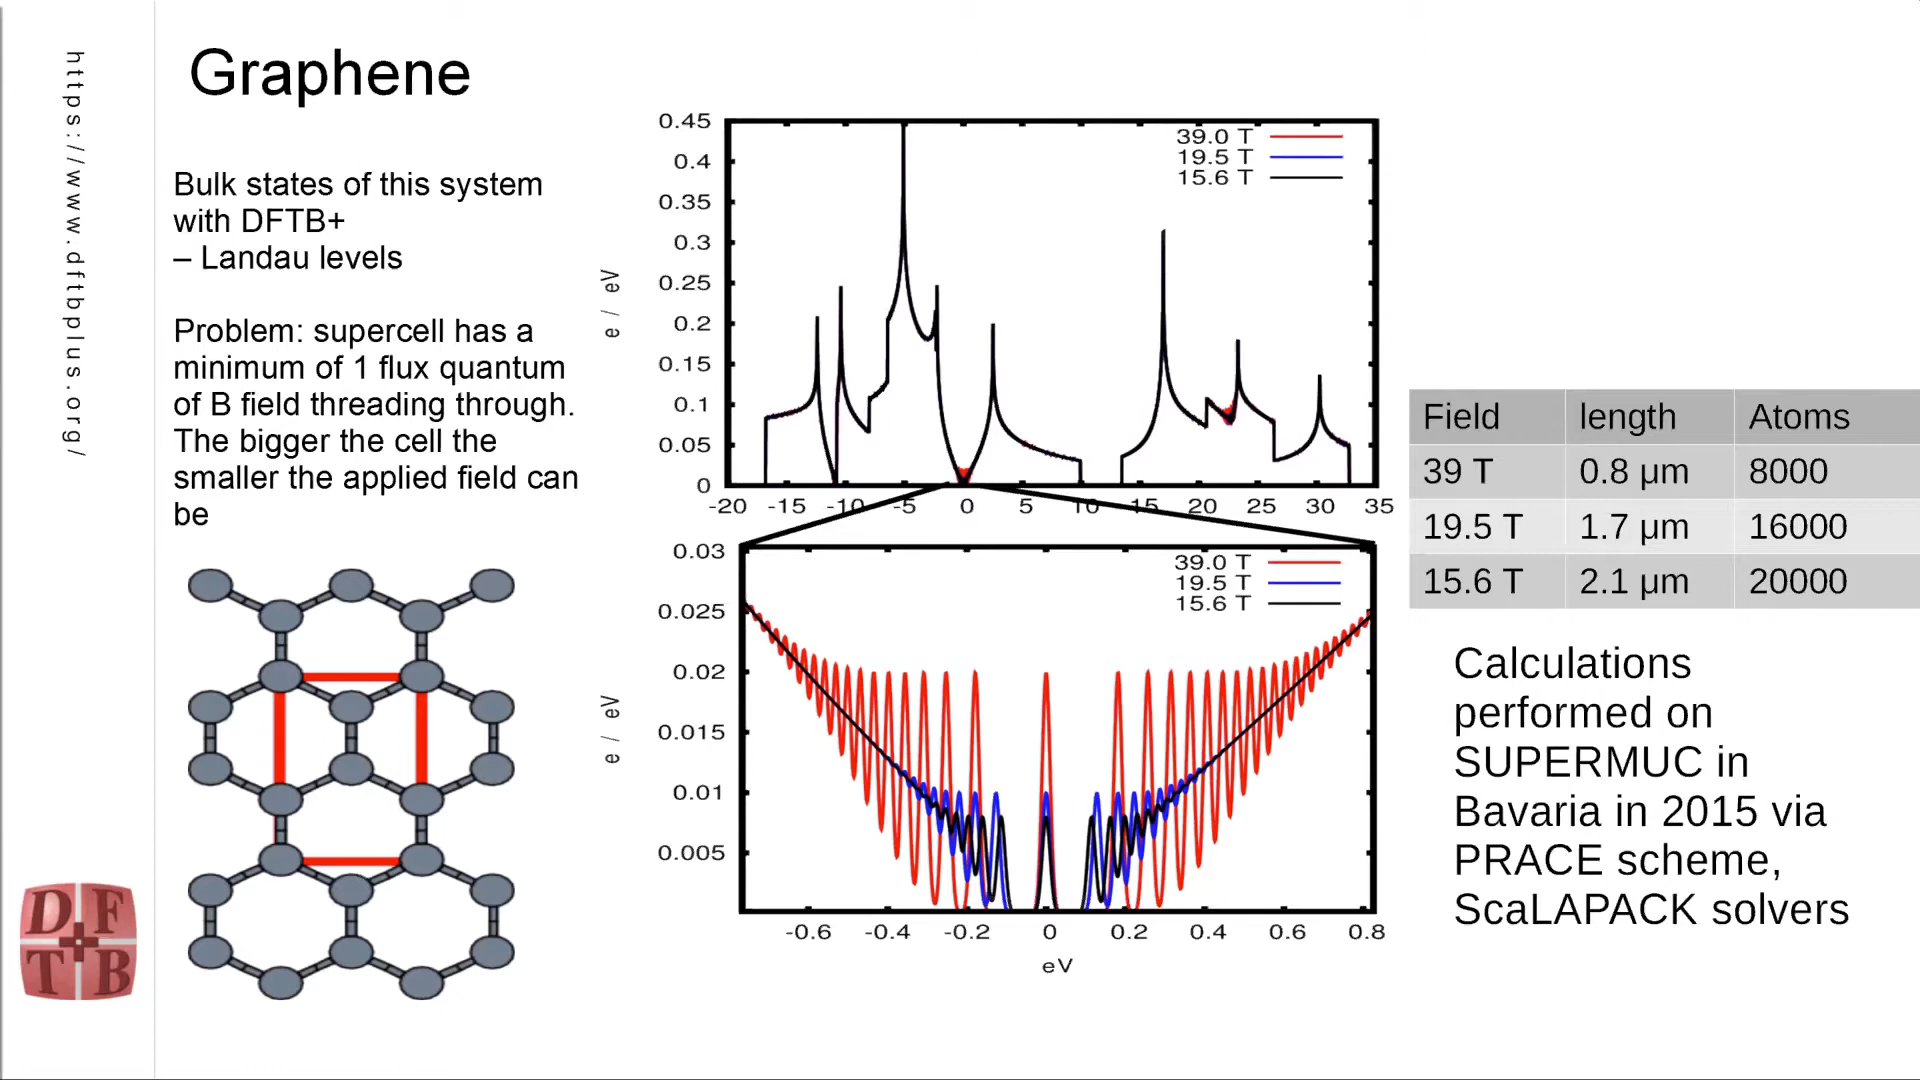 https://www.dftbplus.org/
Graphene
Bulk states of this system
with DFTB+
– Landau levels
Problem: supercell has a
minimum of 1 flux quantum
of B field threading through.
The bigger the cell the
smaller the applied field can
be
D F
T B
0.45
0.4
0.35
0.3
0.25
0.2
0.15
0.1
0.05
0
e / eV
39.0 T
19.5 T
15.6 T
-20 -15 -10 -5 0 5 10 15 20 25 30 35
0.03
0.025
0.02
0.015
0.01
0.005
e / eV
39.0 T
19.5 T
15.6 T
-0.6 -0.4 -0.2 0 0.2 0.4 0.6 0.8
eV
Field length Atoms
39 T 0.8 μm 8000
19.5 T 1.7 μm 16000
15.6 T 2.1 μm 20000
Calculations
performed on
SUPERMUC in
Bavaria in 2015 via
PRACE scheme,
ScaLAPACK solvers